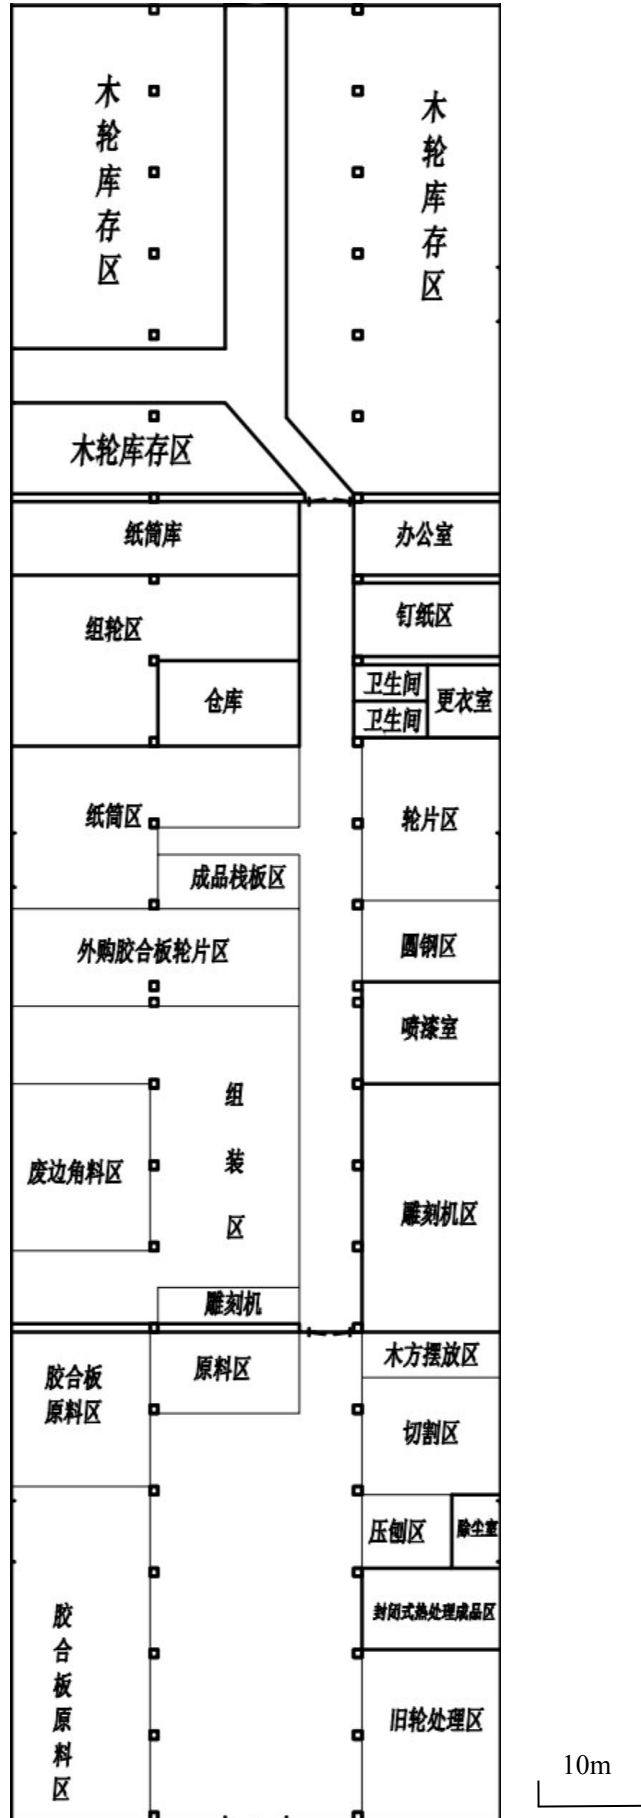 木轮库存区
木轮库存区
木轮库存区
纸筒库
办公室
组轮区
钉纸区
仓库
卫生间
卫生间
更衣室
纸筒区
轮片区
成品栈板区
外购胶合板轮片区
圆钢区
喷漆室
组装区
废边角料区
雕刻机区
雕刻机
原料区
木方摆放区
胶合板
原料区
切割区
压刨区
除尘室
胶合板原料区
封闭式热处理成品区
旧轮处理区
10m